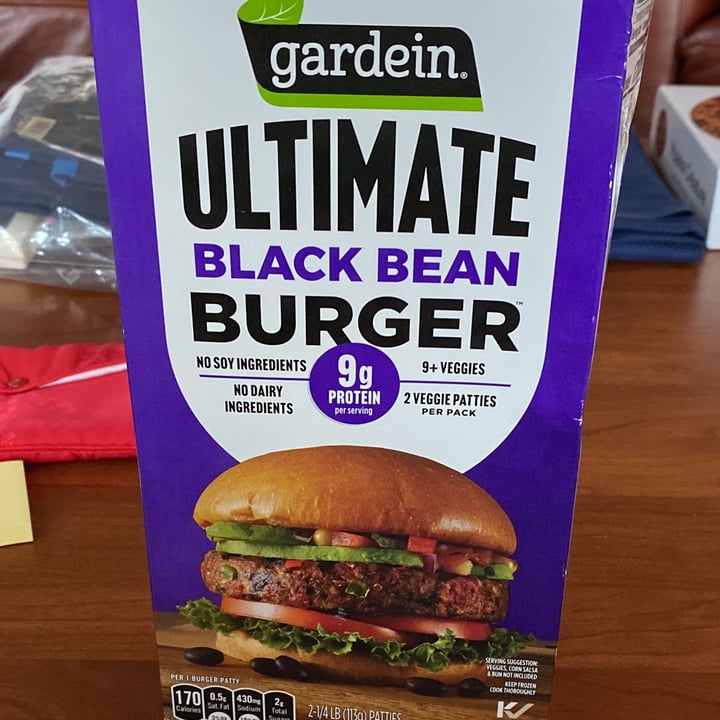 gardein®
ULTIMATE
BLACK BEAN
BURGER™
NO SOY INGREDIENTS
NO DAIRY
INGREDIENTS
9g
PROTEIN
per serving
9+ VEGGIES
2 VEGGIE PATTIES
PER PACK
SERVING SUGGESTION:
VEGGIES, CORN SALSA
& BUN NOT INCLUDED
KEEP FROZEN
COOK THOROUGHLY
PER 1 BURGER PATTY
170
Calories
0.5g
Sat. Fat
430mg
Sodium
2g
Total
Sugars
2-1/4 LB (113g) PATTIES